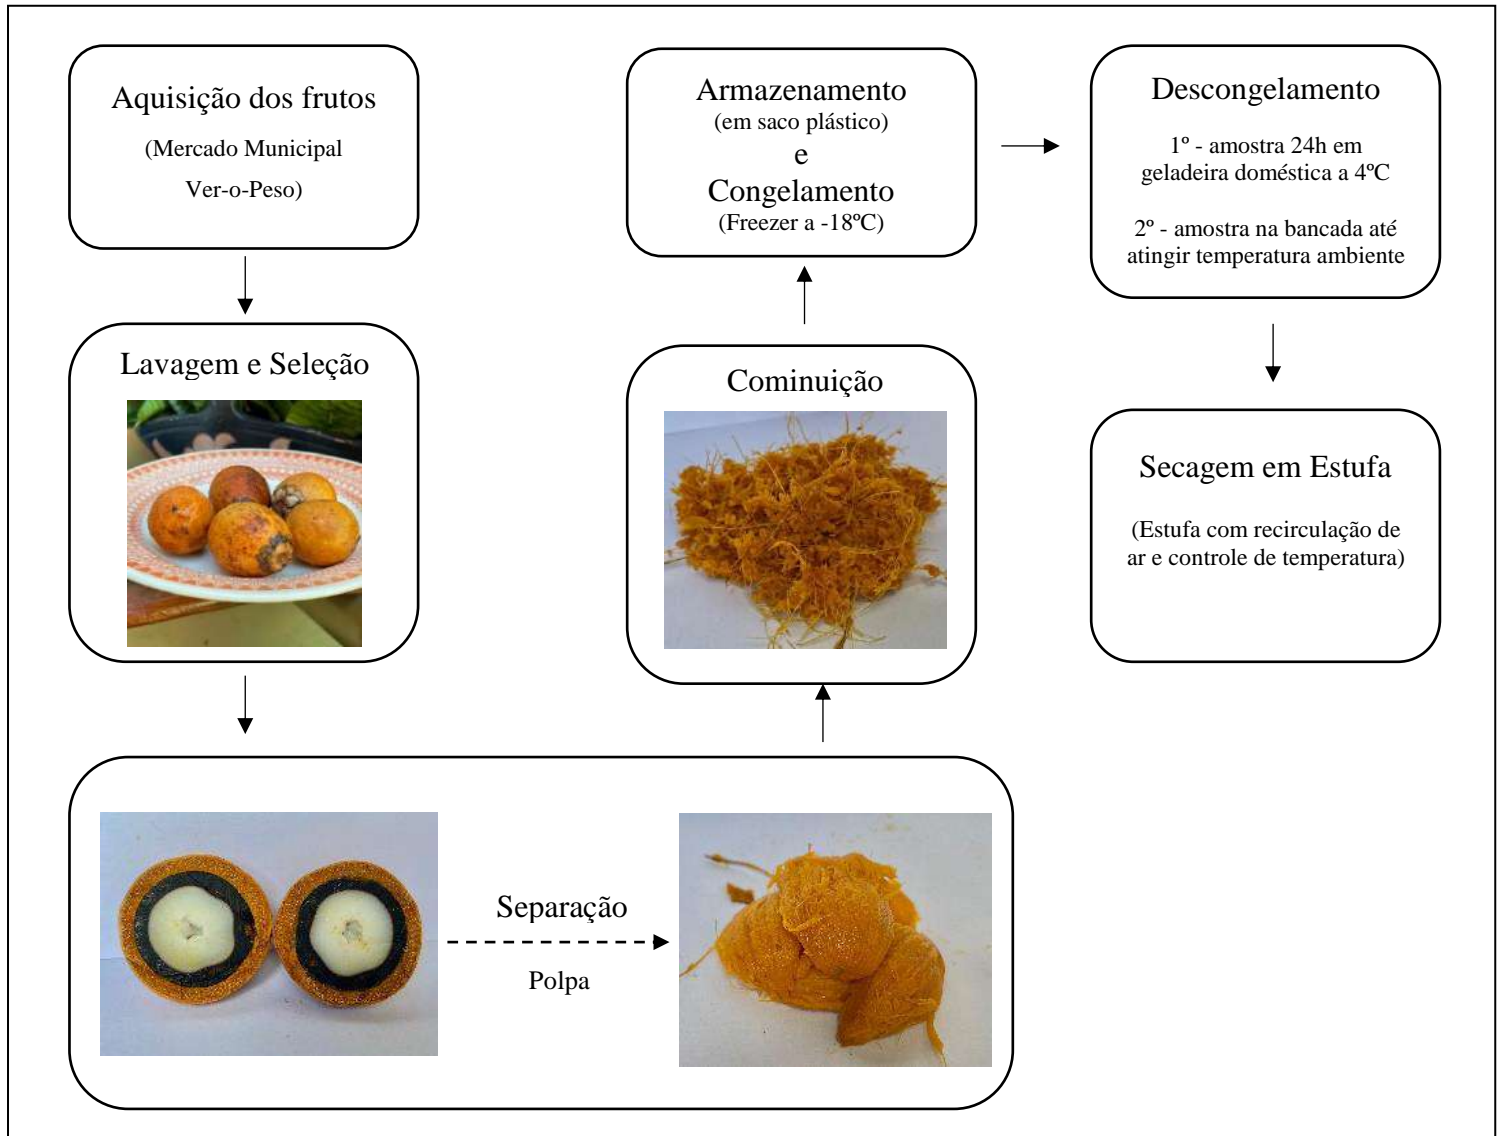 Aquisição dos frutos
(Mercado Municipal
Ver-o-Peso)
Lavagem e Seleção
Separação
Polpa
Cominuição
Armazenamento
(em saco plástico)
e
Congelamento
(Freezer a -18ºC)
Descongelamento
1º - amostra 24h em
geladeira doméstica a 4ºC
2º - amostra na bancada até
atingir temperatura ambiente
Secagem em Estufa
(Estufa com recirculação de
ar e controle de temperatura)